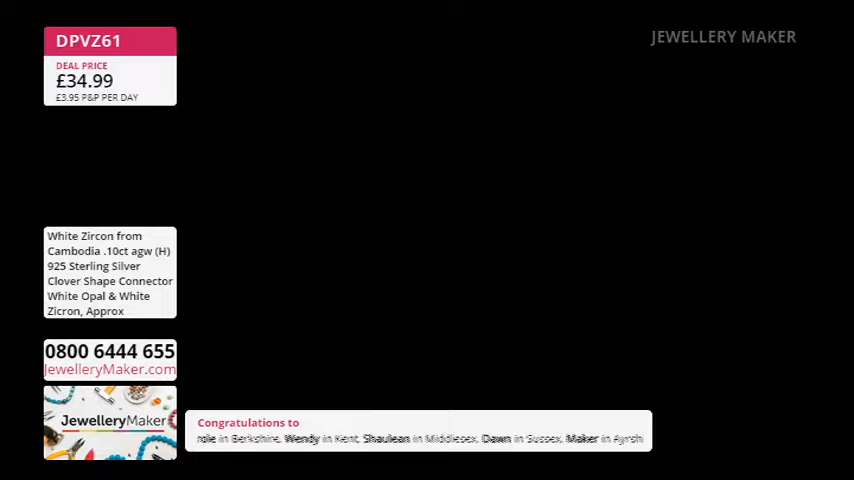 DPVZ61
DEAL PRICE
£34.99
£3.95 P&P PER DAY
JEWELLERY MAKER
White Zircon from
Cambodia .10ct agw (H)
925 Sterling Silver
Clover Shape Connector
White Opal & White
Zicron, Approx
0800 6444 655
JewelleryMaker.com
JewelleryMaker
Congratulations to
in Berkshire, Wendy in Kent, Shaulean in Middlesex, Dawn in Sussex, Maker in Ayrsh